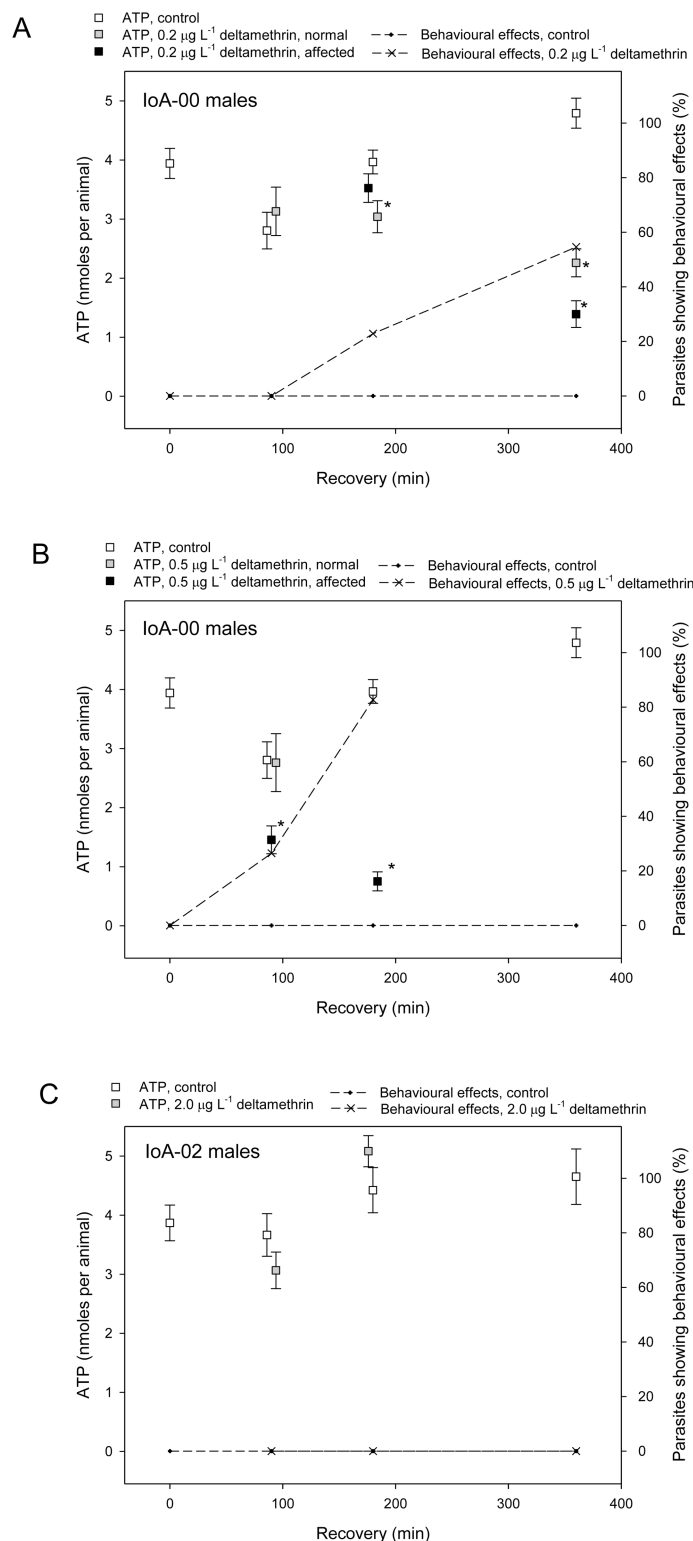 A
ATP, control
ATP, 0.2 µg L-1 deltamethrin, normal
ATP, 0.2 µg L-1 deltamethrin, affected
Behavioural effects, control
Behavioural effects, 0.2 µg L-1 deltamethrin
IoA-00 males
ATP (nmoles per animal)
5
4
3
2
1
0
*
*
*
100
80
60
40
20
0
Parasites showing behavioural effects (%)
0 100 200 300 400
Recovery (min)
B
ATP, control
ATP, 0.5 µg L-1 deltamethrin, normal
ATP, 0.5 µg L-1 deltamethrin, affected
Behavioural effects, control
Behavioural effects, 0.5 µg L-1 deltamethrin
IoA-00 males
ATP (nmoles per animal)
5
4
3
2
1
0
*
*
100
80
60
40
20
0
Parasites showing behavioural effects (%)
0 100 200 300 400
Recovery (min)
C
ATP, control
ATP, 2.0 µg L-1 deltamethrin
Behavioural effects, control
Behavioural effects, 2.0 µg L-1 deltamethrin
IoA-02 males
ATP (nmoles per animal)
5
4
3
2
1
0
100
80
60
40
20
0
Parasites showing behavioural effects (%)
0 100 200 300 400
Recovery (min)